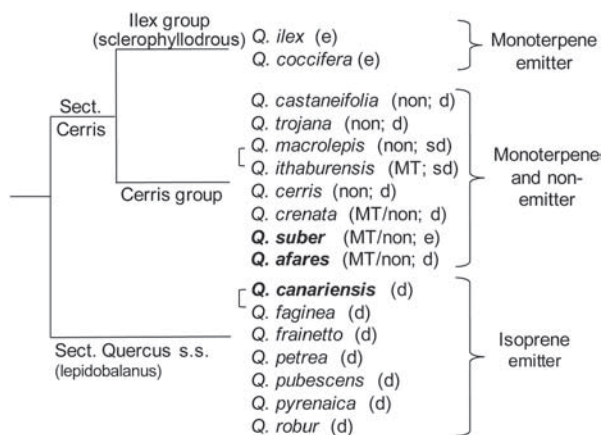 Ilex group
(sclerophyllodrous)
Q. ilex (e)
Q. coccifera (e)
Monoterpene
emitter
Sect.
Cerris
Cerris group
Q. castaneifolia (non; d)
Q. trojana (non; d)
Q. macrolepis (non; sd)
Q. ithaburensis (MT; sd)
Q. cerris (non; d)
Q. crenata (MT/non; d)
Q. suber (MT/non; e)
Q. afares (MT/non; d)
Monoterpene
and non-
emitter
Sect. Quercus s.s.
(lepidobalanus)
Q. canariensis (d)
Q. faginea (d)
Q. frainetto (d)
Q. petrea (d)
Q. pubescens (d)
Q. pyrenaica (d)
Q. robur (d)
Isoprene
emitter